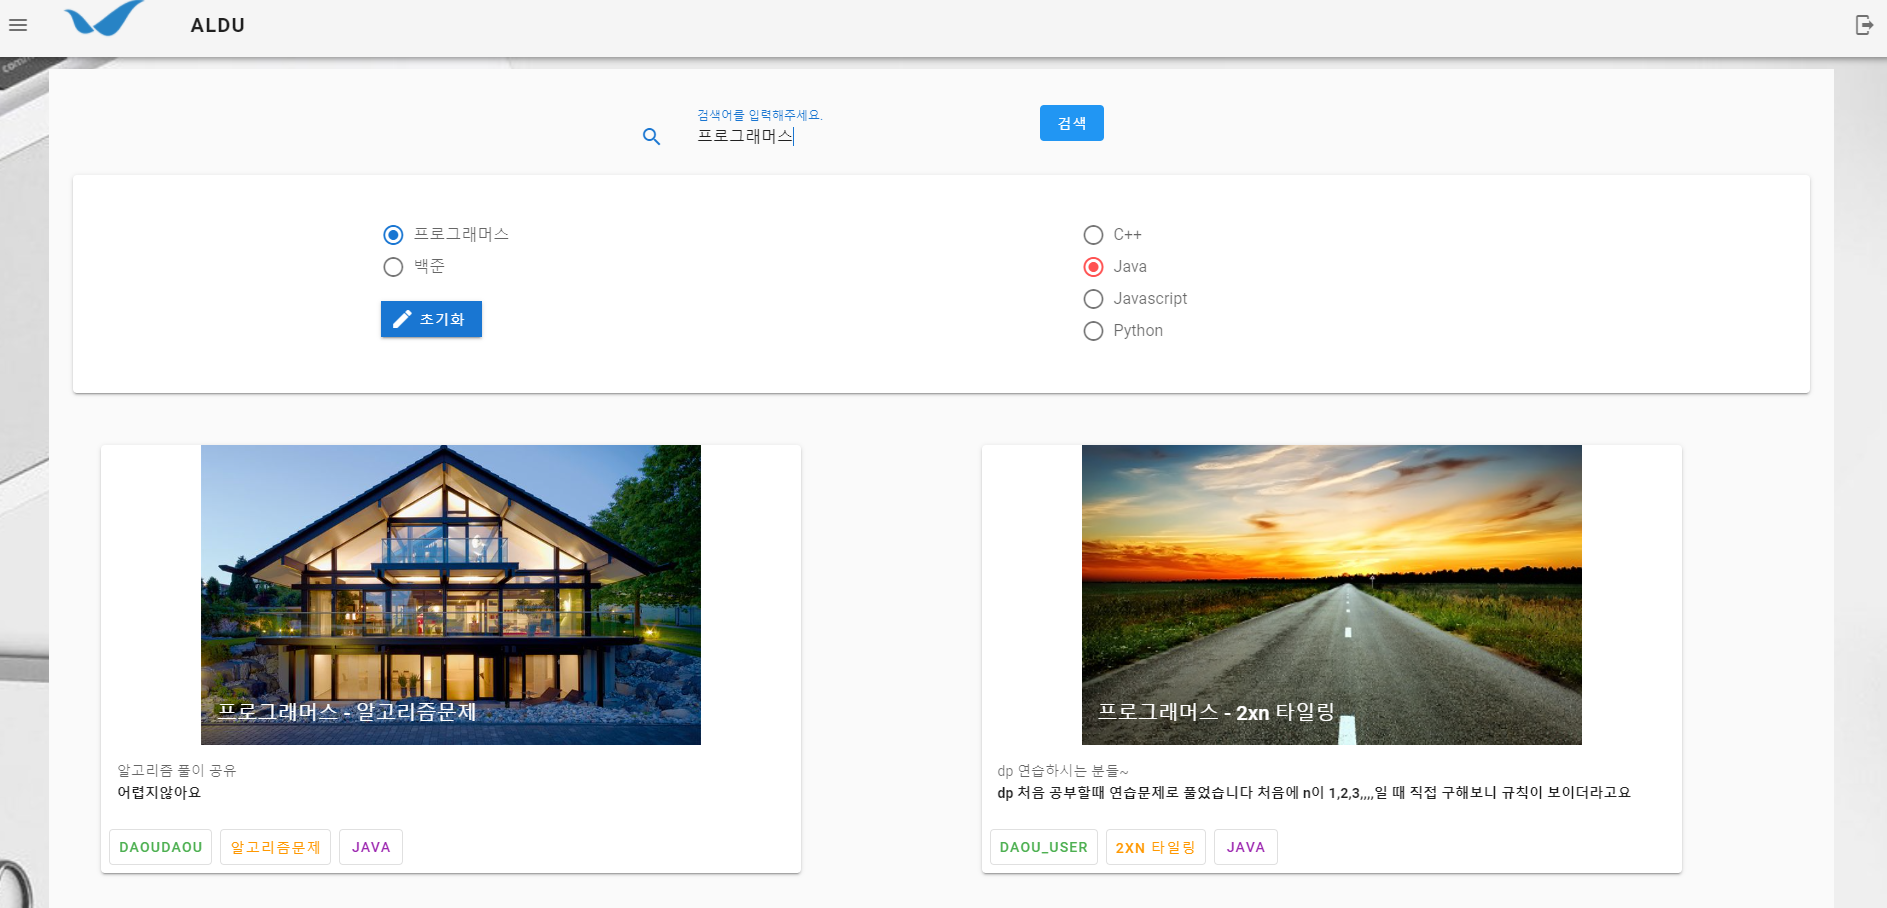 ALDU
검색어를 입력해주세요.
프로그래머스
검색
프로그래머스
백준
초기화
C++
Java
Javascript
Python
프로그래머스 - 알고리즘문제
알고리즘 풀이 공유
어렵지않아요
DAOUDAOU 알고리즘문제 JAVA
프로그래머스 - 2xn 타일링
dp 연습하시는 분들~
dp 처음 공부할때 연습문제로 풀었습니다 처음에 n이 1,2,3,,,,일 때 직접 구해보니 규칙이 보이더라고요
DAOU_USER 2XN 타일링 JAVA